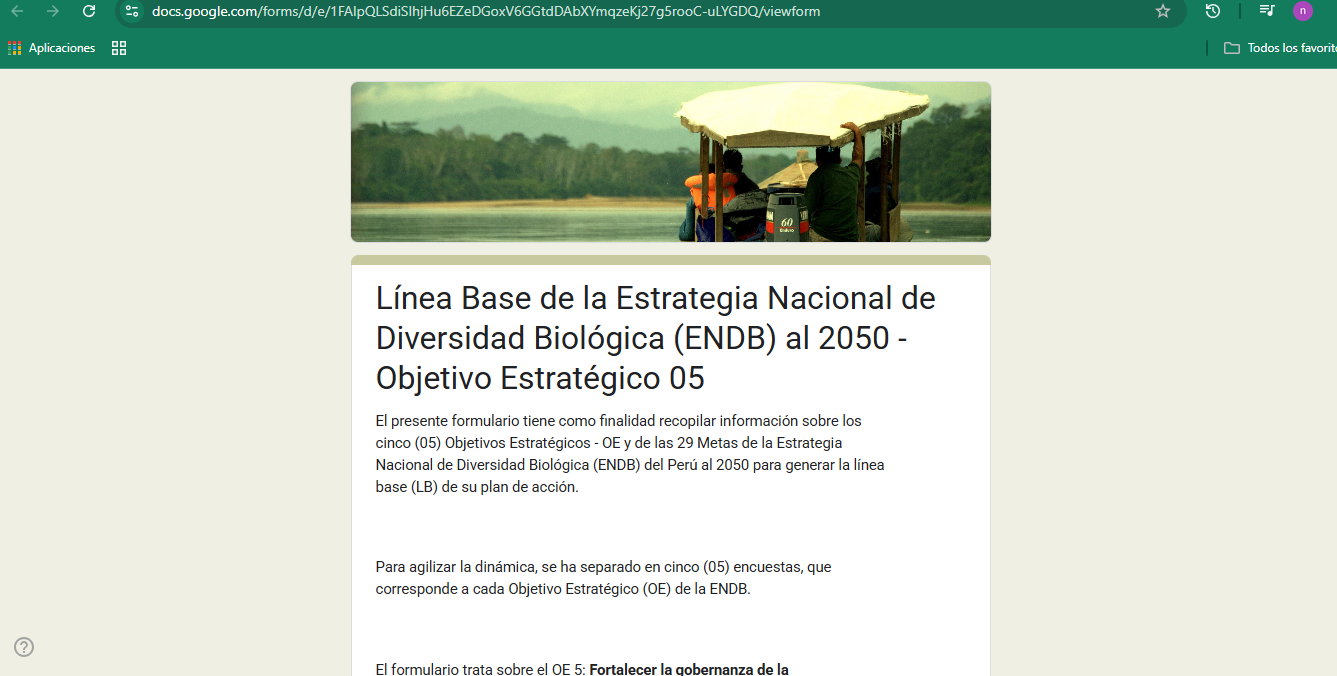 docs.google.com/forms/d/e/1FAIpQLSdiSIhjHu6EZeDGoxV6GGtdDAbXYmqzeKj27g5rooC-uLYGDQ/viewform
n
Aplicaciones
Todos los favorito
60
Enduro
Línea Base de la Estrategia Nacional de
Diversidad Biológica (ENDB) al 2050 -
Objetivo Estratégico 05
El presente formulario tiene como finalidad recopilar información sobre los
cinco (05) Objetivos Estratégicos - OE y de las 29 Metas de la Estrategia
Nacional de Diversidad Biológica (ENDB) del Perú al 2050 para generar la línea
base (LB) de su plan de acción.
Para agilizar la dinámica, se ha separado en cinco (05) encuestas, que
corresponde a cada Objetivo Estratégico (OE) de la ENDB.
El formulario trata sobre el OE 5: Fortalecer la gobernanza de la